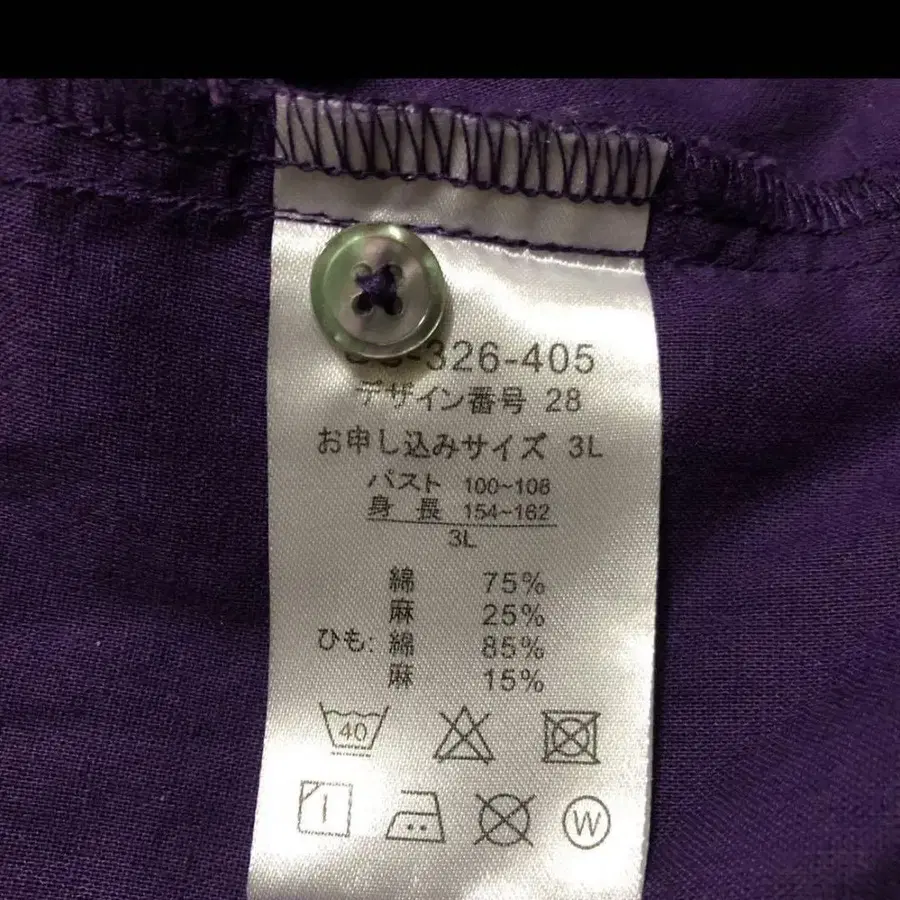 -326-405
デザイン番号 28
お申し込みサイズ 3L
バスト 100~108
身長 154~162
3L
綿 75%
麻 25%
ひも: 綿 85%
麻 15%
40
W